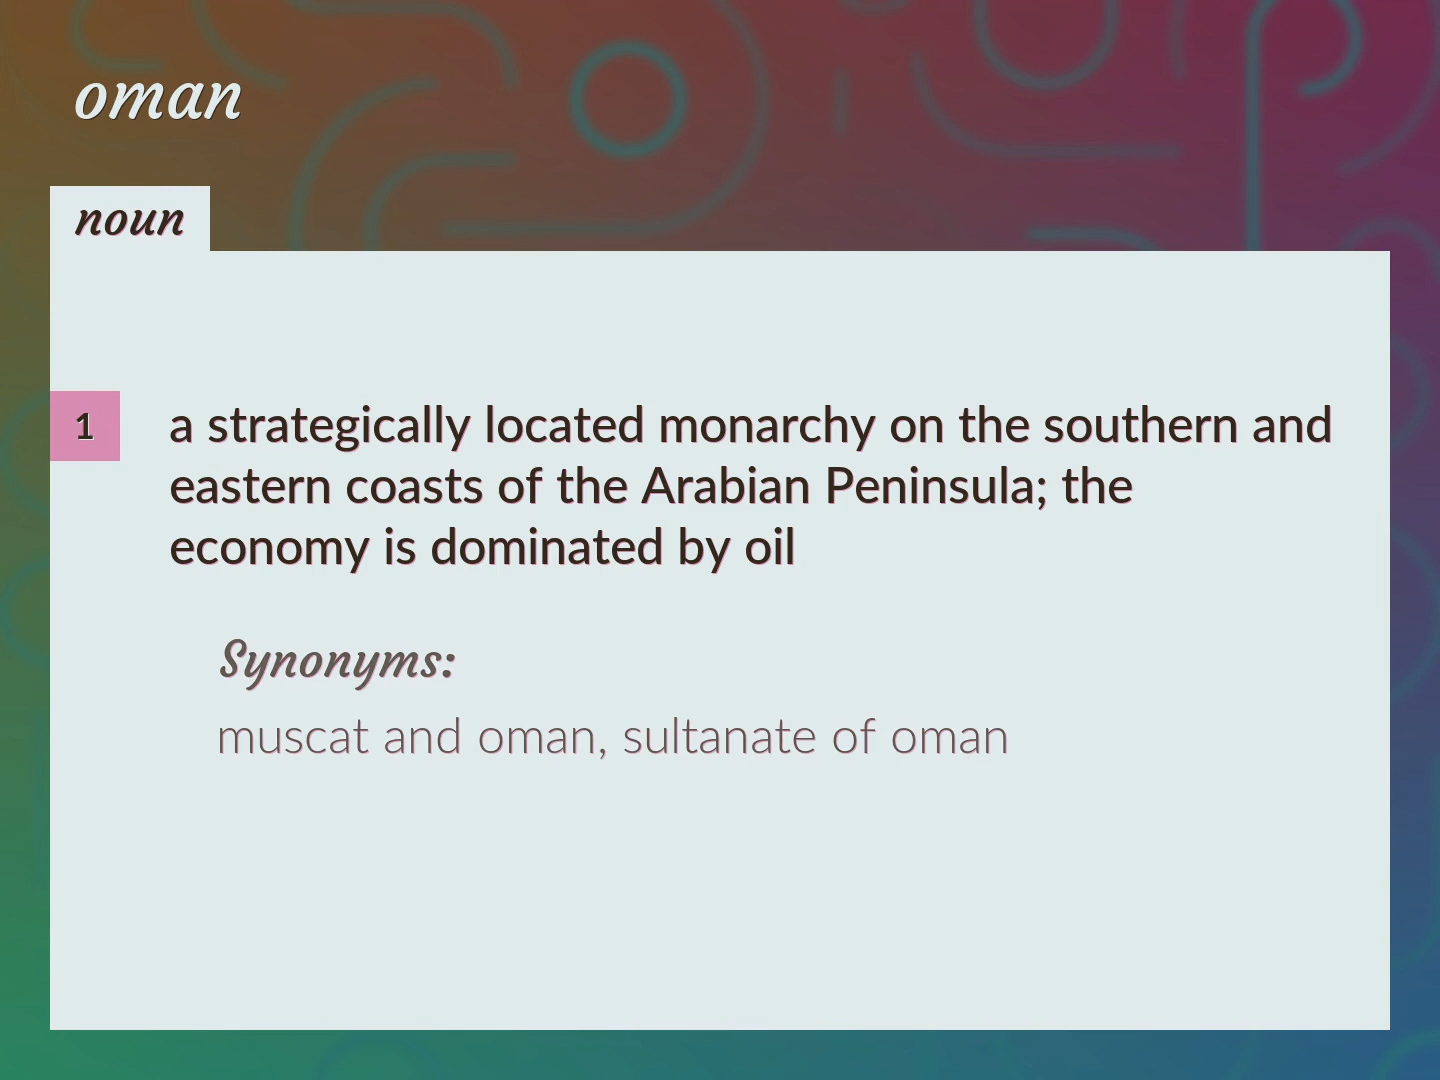 oman
noun
1
a strategically located monarchy on the southern and
eastern coasts of the Arabian Peninsula; the
economy is dominated by oil
Synonyms:
muscat and oman, sultanate of oman